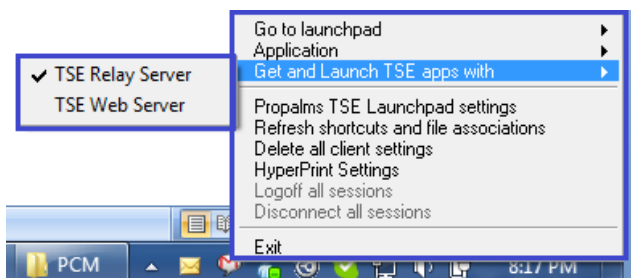 Go to launchpad
Application
Get and Launch TSE apps with
TSE Relay Server
TSE Web Server
Propalms TSE Launchpad settings
Refresh shortcuts and file associations
Delete all client settings
HyperPrint Settings
Logoff all sessions
Disconnect all sessions
Exit
PCM
8:17 PM